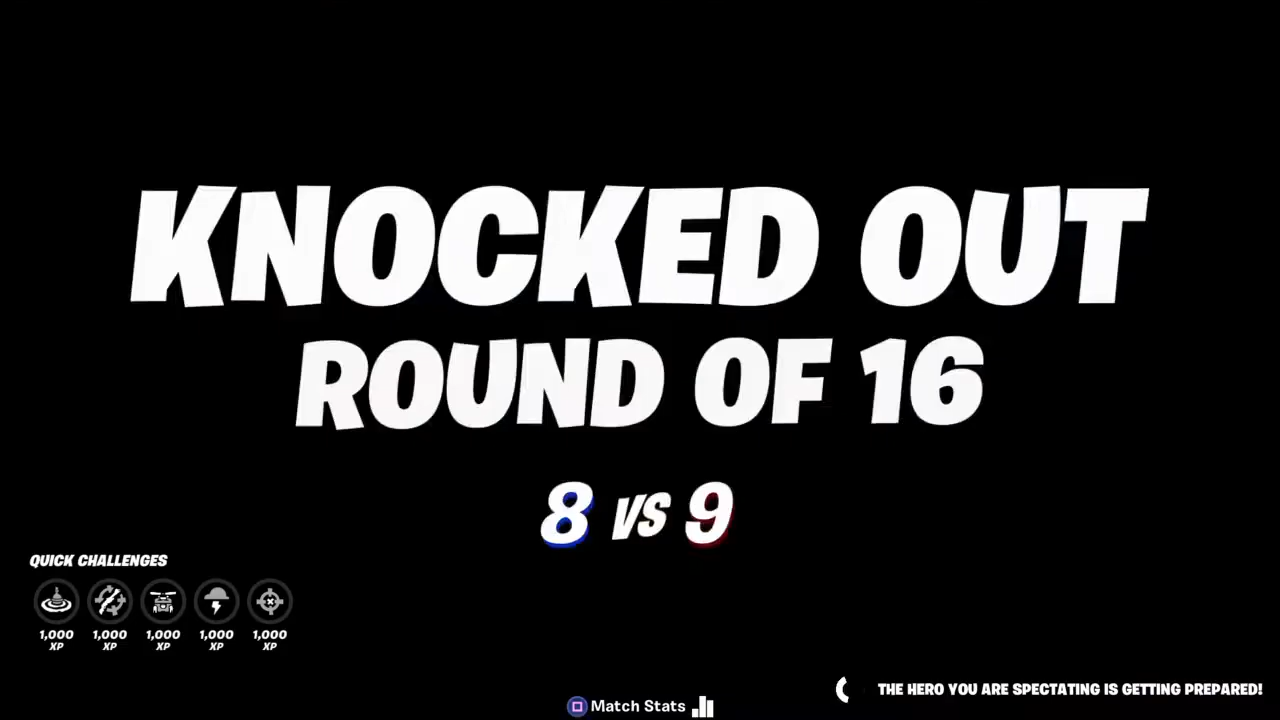 KNOCKED OUT
ROUND OF 16
8 VS 9
QUICK CHALLENGES
1,000 XP 1,000 XP 1,000 XP 1,000 XP 1,000 XP
THE HERO YOU ARE SPECTATING IS GETTING PREPARED!
Match Stats